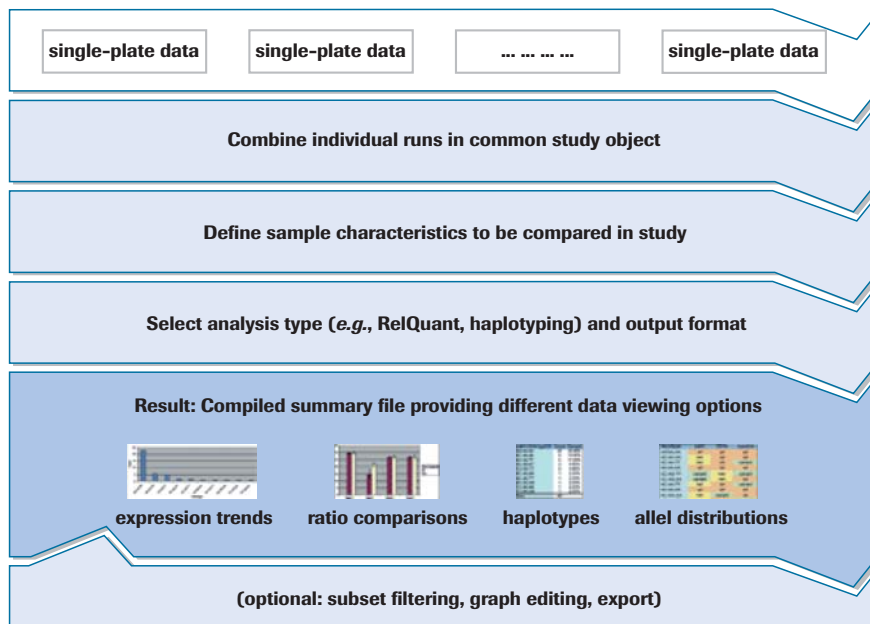 single-plate data single-plate data ... ... ... ... single-plate data
Combine individual runs in common study object
Define sample characteristics to be compared in study
Select analysis type (e.g., RelQuant, haplotyping) and output format
Result: Compiled summary file providing different data viewing options
expression trends ratio comparisons haplotypes allel distributions
(optional: subset filtering, graph editing, export)